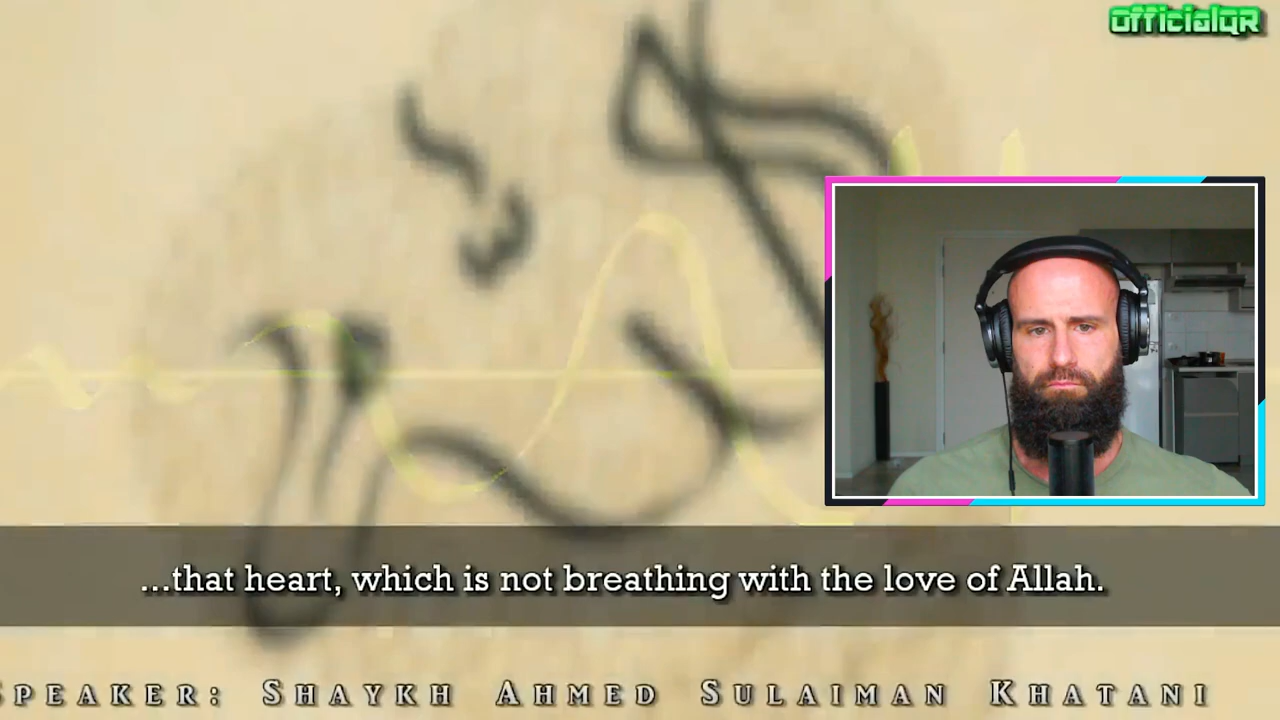 officialQR
...that heart, which is not breathing with the love of Allah.
Speaker: Shaykh Ahmed Sulaiman Khatani